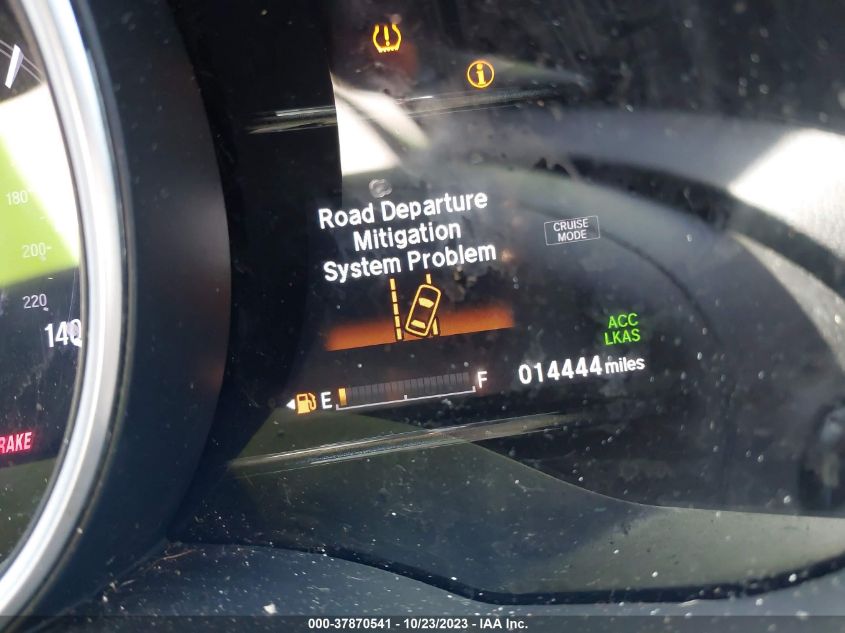 180
200
220
140
BRAKE
Road Departure
Mitigation
System Problem
CRUISE
MODE
ACC
LKAS
E F 014444 miles
000-37870541 - 10/23/2023 - IAA Inc.